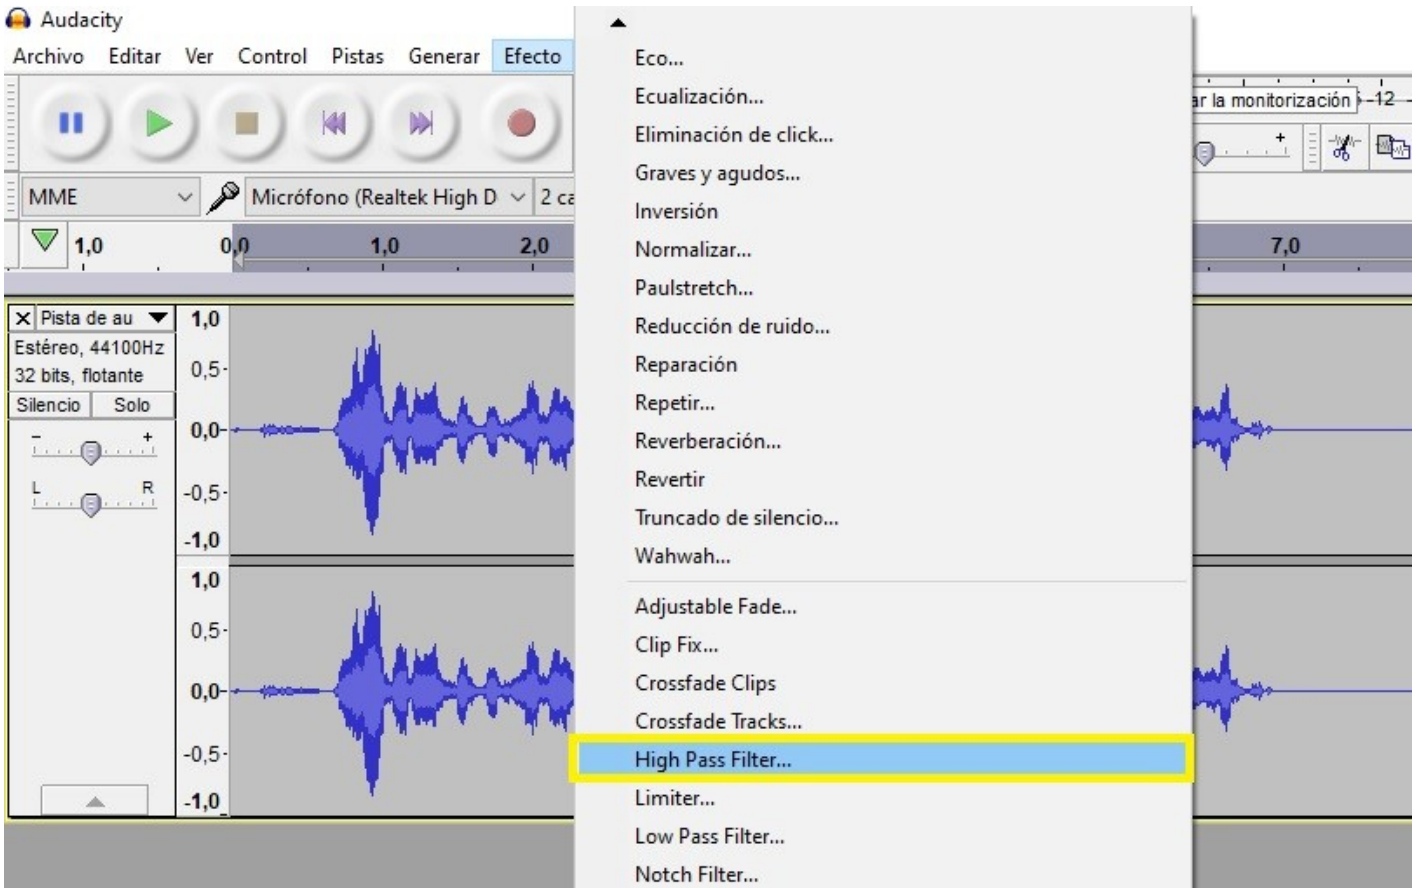 Audacity
Archivo Editar Ver Control Pistas Generar Efecto
MME
Micrófono (Realtek High D
2 ca
1,0 0,0 1,0 2,0
Pista de au
Estéreo, 44100Hz
32 bits, flotante
Silencio Solo
- +
L R
1,0
0,5-
0,0-
-0,5-
-1,0
1,0
0,5-
0,0-
-0,5-
-1,0
Eco...
Ecualización...
Eliminación de click...
Graves y agudos...
Inversión
Normalizar...
Paulstretch...
Reducción de ruido...
Reparación
Repetir...
Reverberación...
Revertir
Truncado de silencio...
Wahwah...
Adjustable Fade...
Clip Fix...
Crossfade Clips
Crossfade Tracks...
High Pass Filter...
Limiter...
Low Pass Filter...
Notch Filter...
ar la monitorización -12
+
7,0